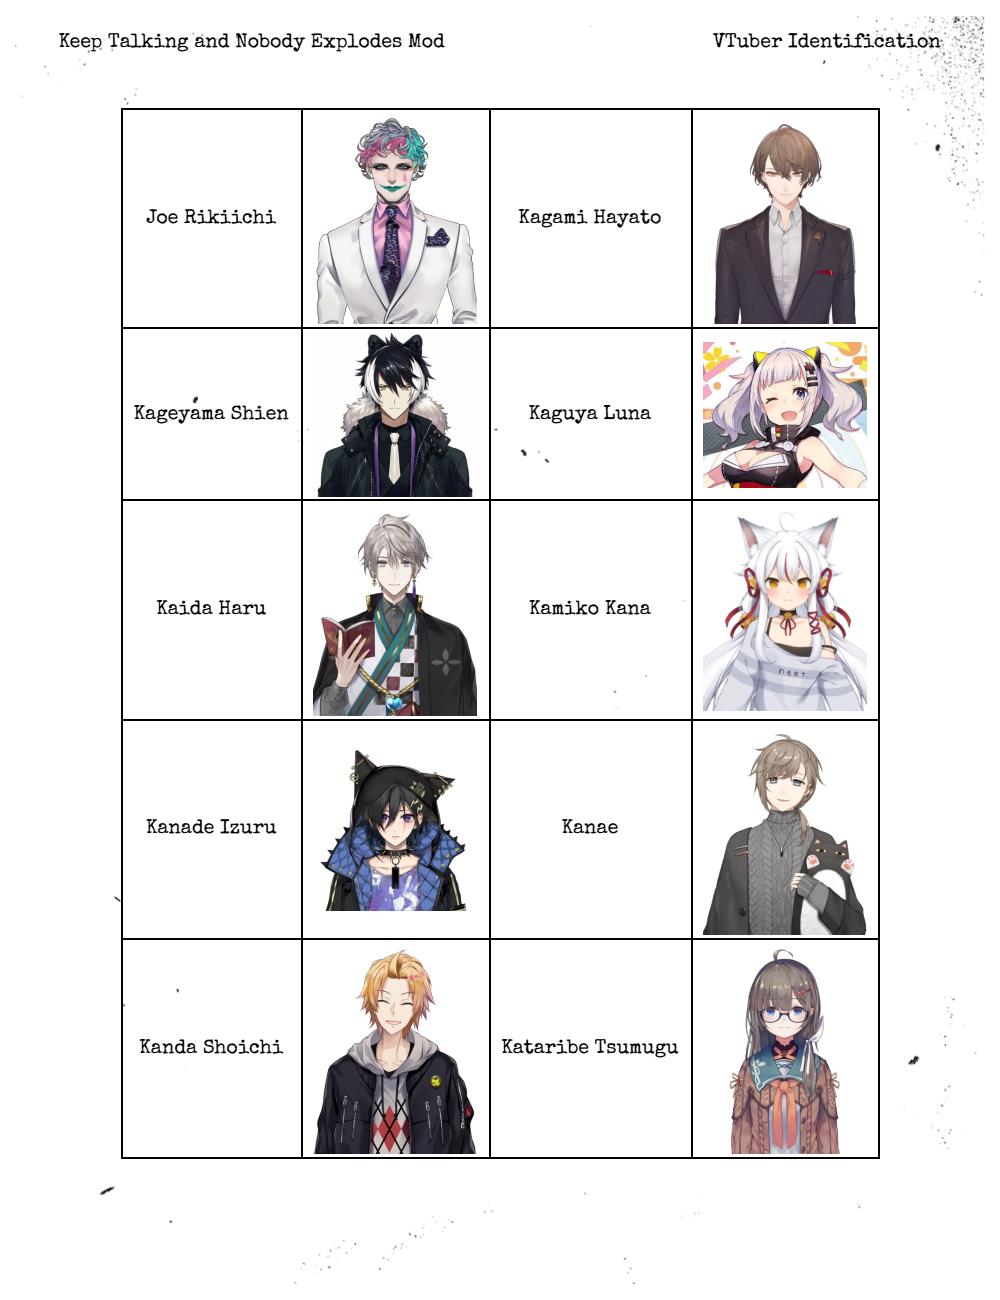 Keep Talking and Nobody Explodes Mod
VTuber Identification
Joe Rikiichi
Kagami Hayato
Kageyama Shien
Kaguya Luna
Kaida Haru
Kamiko Kana
neet.
Kanade Izuru
Kanae
Kanda Shoichi
Kataribe Tsumugu